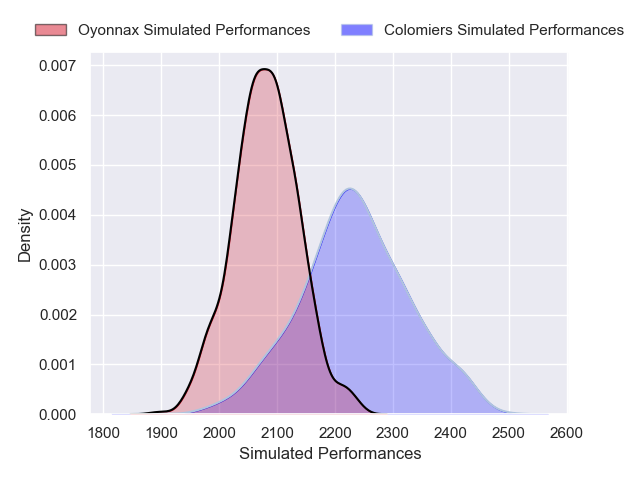 Oyonnax Simulated Performances Colomiers Simulated Performances
0.007
0.006
0.005
0.004
0.003
0.002
0.001
0.000
Density
1800 1900 2000 2100 2200 2300 2400 2500 2600
Simulated Performances